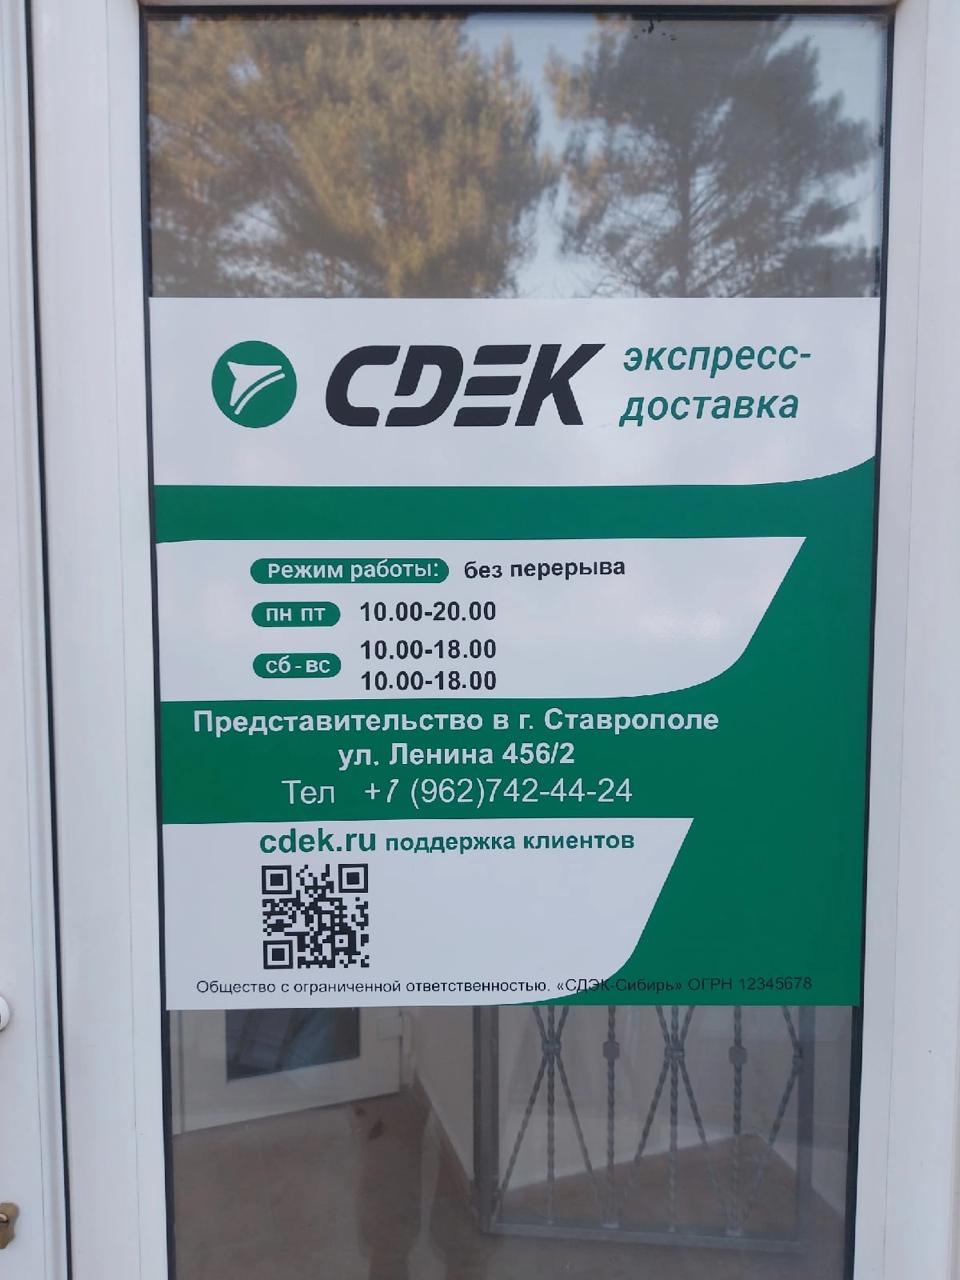 CDEK экспресс-
доставка
Режим работы: без перерыва
пн пт 10.00-20.00
сб-вс 10.00-18.00
10.00-18.00
Представительство в г. Ставрополе
ул. Ленина 456/2
Тел +7 (962)742-44-24
cdek.ru поддержка клиентов
Общество с ограниченной ответственностью. «СДЭК-Сибирь» ОГРН 12345678